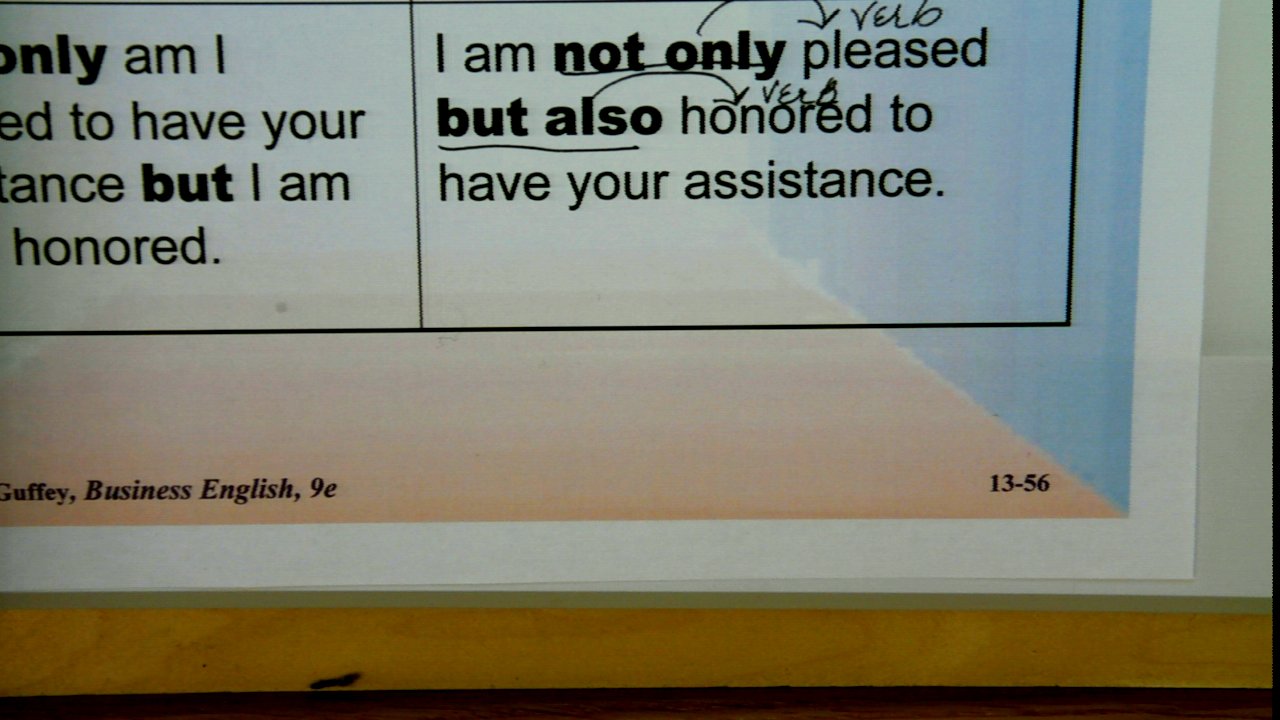 only am I
ed to have your
tance but I am
honored.
verb
I am not only pleased
verb
but also honored to
have your assistance.
Guffey, Business English, 9e
13-56